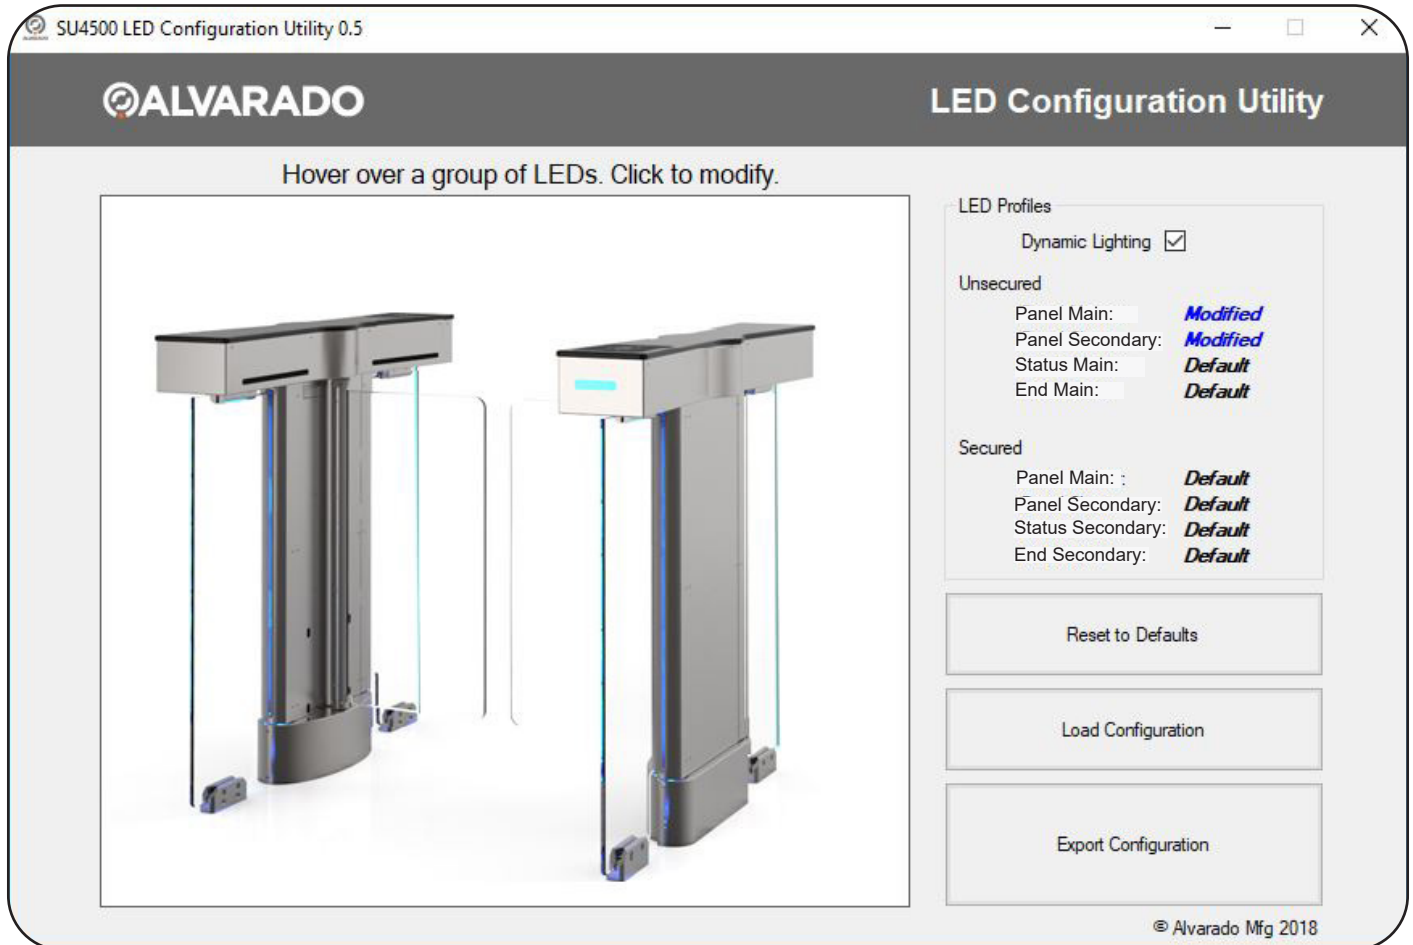 SU4500 LED Configuration Utility 0.5
ALVARADO
LED Configuration Utility
Hover over a group of LEDs. Click to modify.
LED Profiles
Dynamic Lighting
Unsecured
Panel Main: Modified
Panel Secondary: Modified
Status Main: Default
End Main: Default
Secured
Panel Main: : Default
Panel Secondary: Default
Status Secondary: Default
End Secondary: Default
Reset to Defaults
Load Configuration
Export Configuration
© Alvarado Mfg 2018